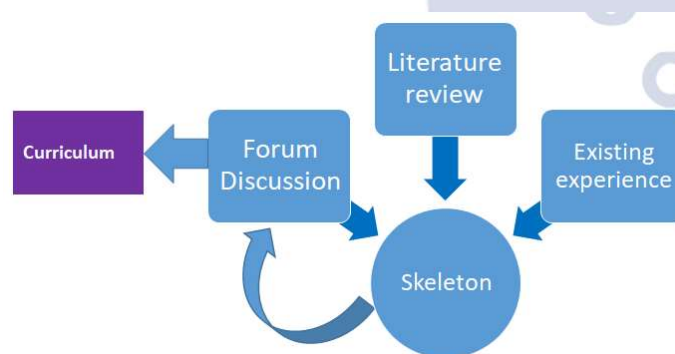 Literature
review
Curriculum
Forum
Discussion
Existing
experience
Skeleton